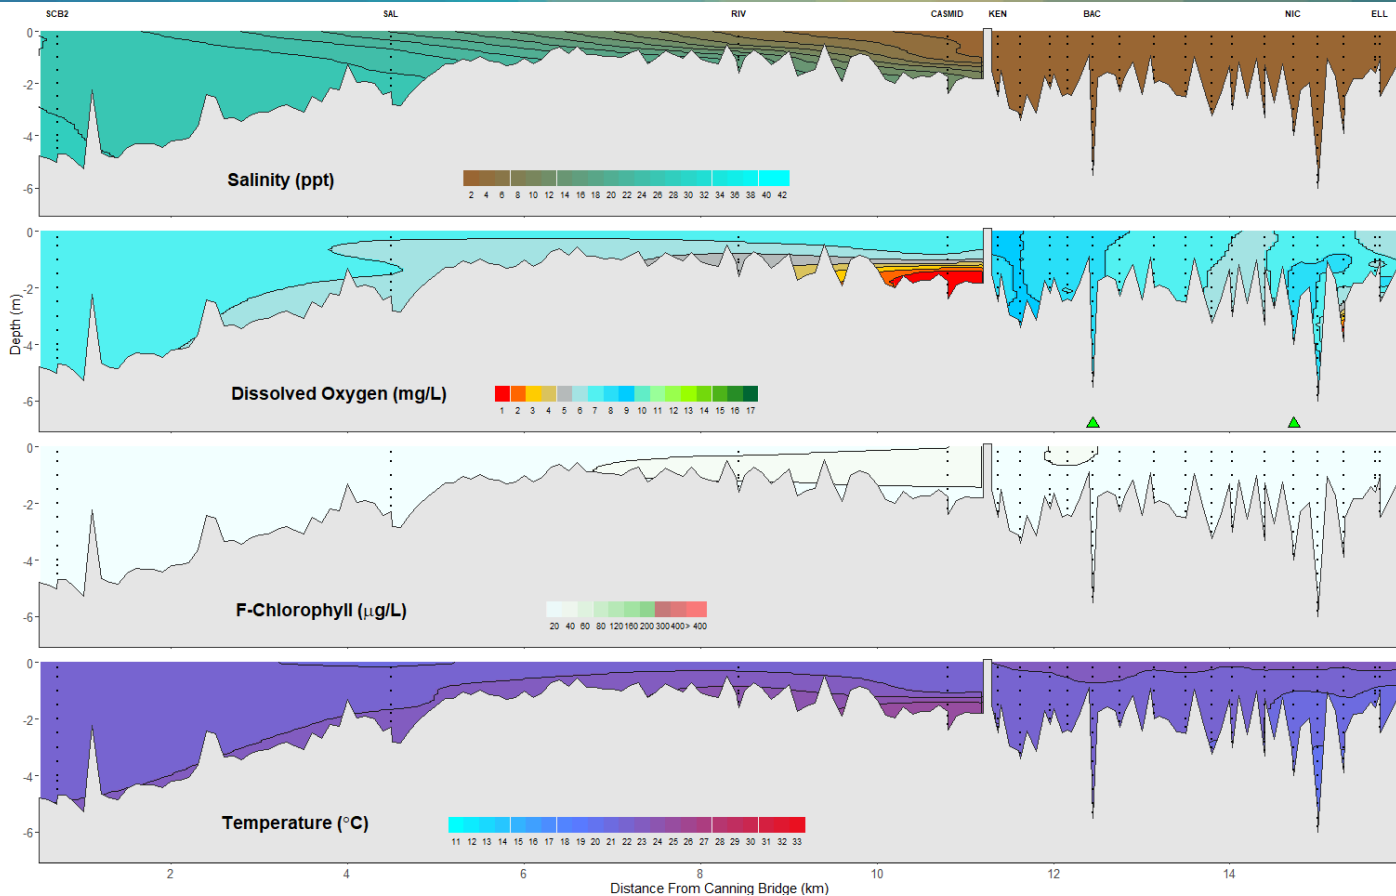 SCB2 SAL RIV CASMID KEN BAC NIC ELL
0
-2
-4
-6
Salinity (ppt)
2 4 6 8 10 12 14 16 18 20 22 24 26 28 30 32 34 36 38 40 42
0
-2
-4
-6
Depth (m)
Dissolved Oxygen (mg/L)
1 2 3 4 5 6 7 8 9 10 11 12 13 14 15 16 17
0
-2
-4
-6
F-Chlorophyll (µg/L)
20 40 60 80 120 160 200 300 400 > 400
0
-2
-4
-6
Temperature (°C)
11 12 13 14 15 16 17 18 19 20 21 22 23 24 25 26 27 28 29 30 31 32 33
2 4 6 8 10 12 14
Distance From Canning Bridge (km)